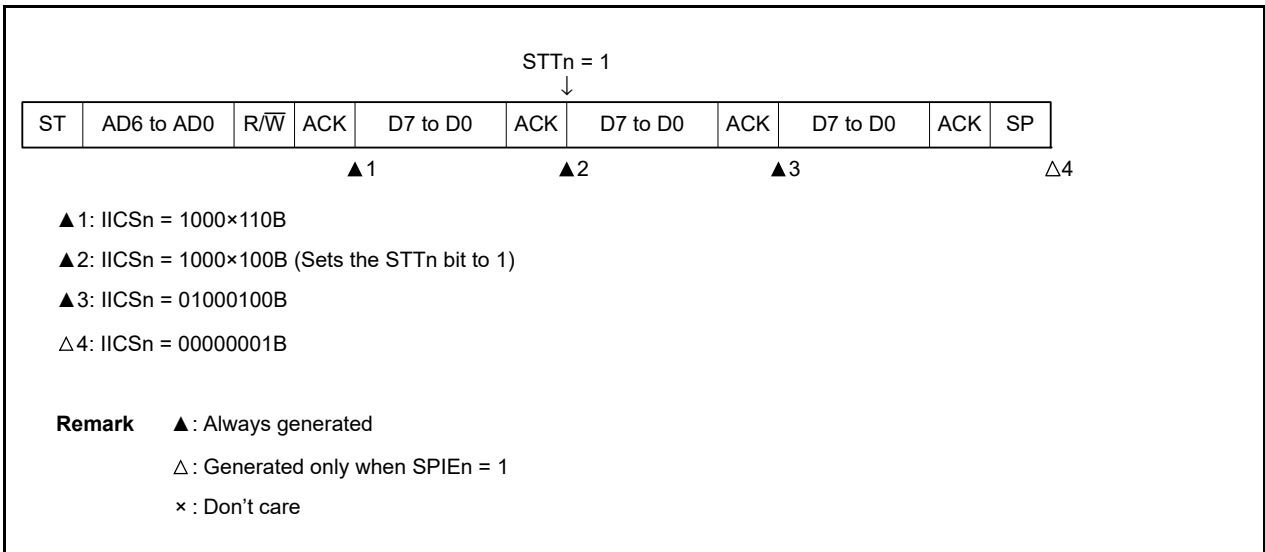 STTn = 1
↓
ST AD6 to AD0 R/W̅ ACK D7 to D0 ACK D7 to D0 ACK D7 to D0 ACK SP
▲1 ▲2 ▲3 △4
▲1: IICSn = 1000×110B
▲2: IICSn = 1000×100B (Sets the STTn bit to 1)
▲3: IICSn = 01000100B
△4: IICSn = 00000001B
Remark ▲: Always generated
△: Generated only when SPIEn = 1
×: Don't care